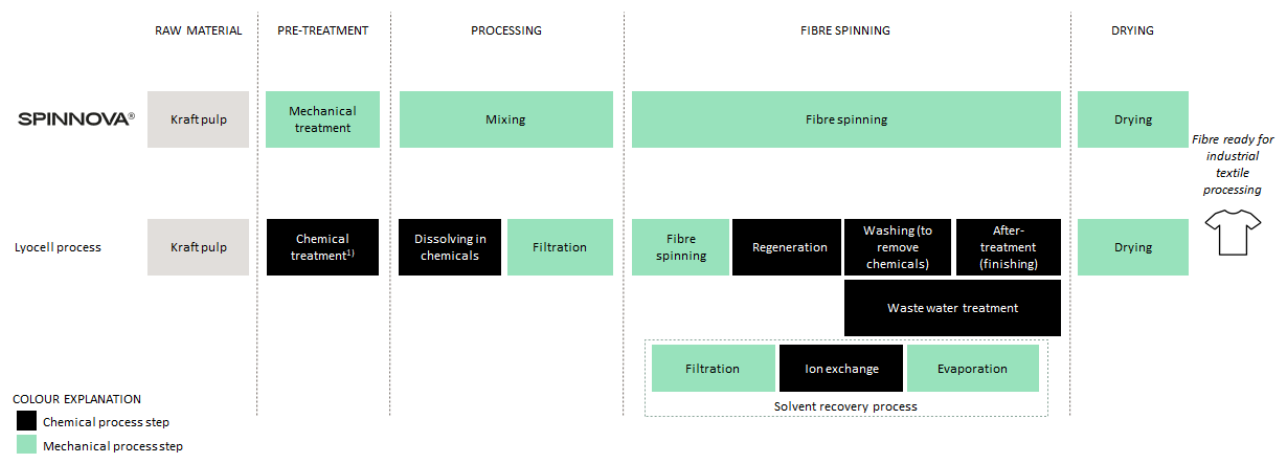 RAW MATERIAL
PRE-TREATMENT
PROCESSING
FIBRE SPINNING
DRYING
SPINNOVA®
Kraft pulp
Mechanical
treatment
Mixing
Fibre spinning
Drying
Fibre ready for
industrial
textile
processing
Lyocell process
Kraft pulp
Chemical
treatment¹⁾
Dissolving in
chemicals
Filtration
Fibre
spinning
Regeneration
Washing (to
remove
chemicals)
After-
treatment
(finishing)
Drying
Waste water treatment
Filtration
Ion exchange
Evaporation
Solvent recovery process
COLOUR EXPLANATION
Chemical process step
Mechanical process step